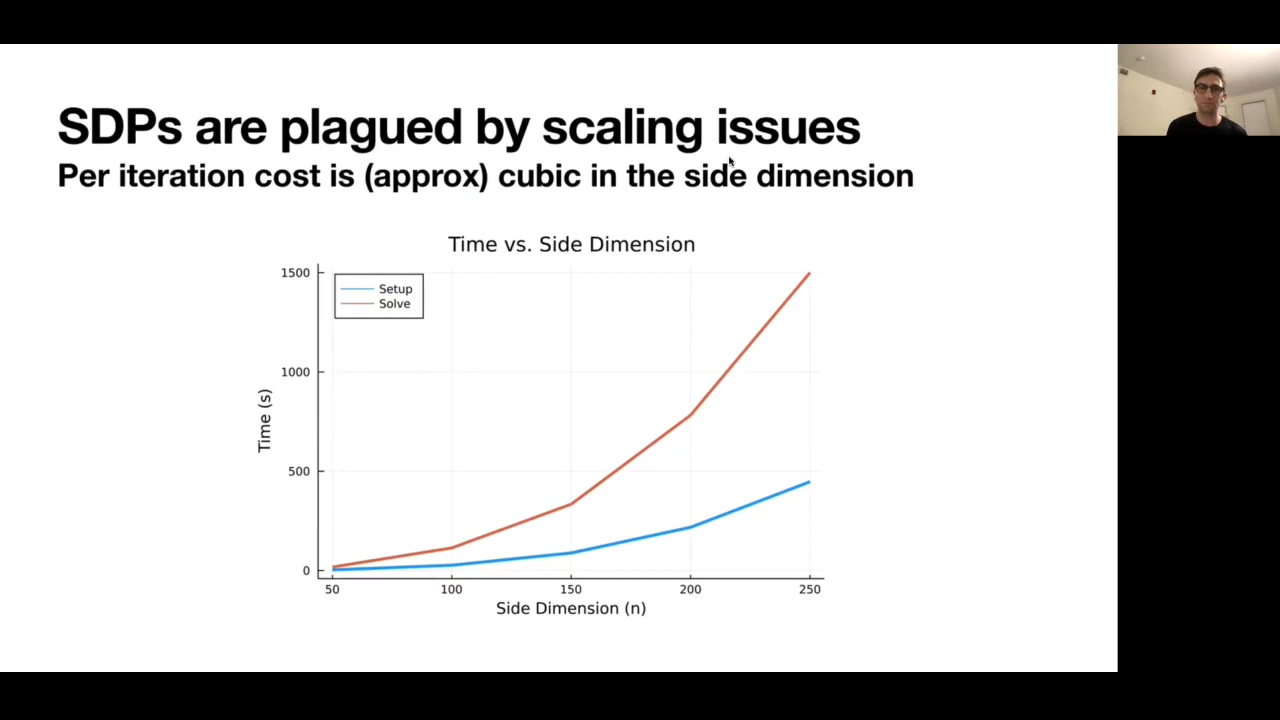 SDPs are plagued by scaling issues
Per iteration cost is (approx) cubic in the side dimension
Time vs. Side Dimension
1500
Setup
Solve
1000
Time (s)
500
0
50 100 150 200 250
Side Dimension (n)